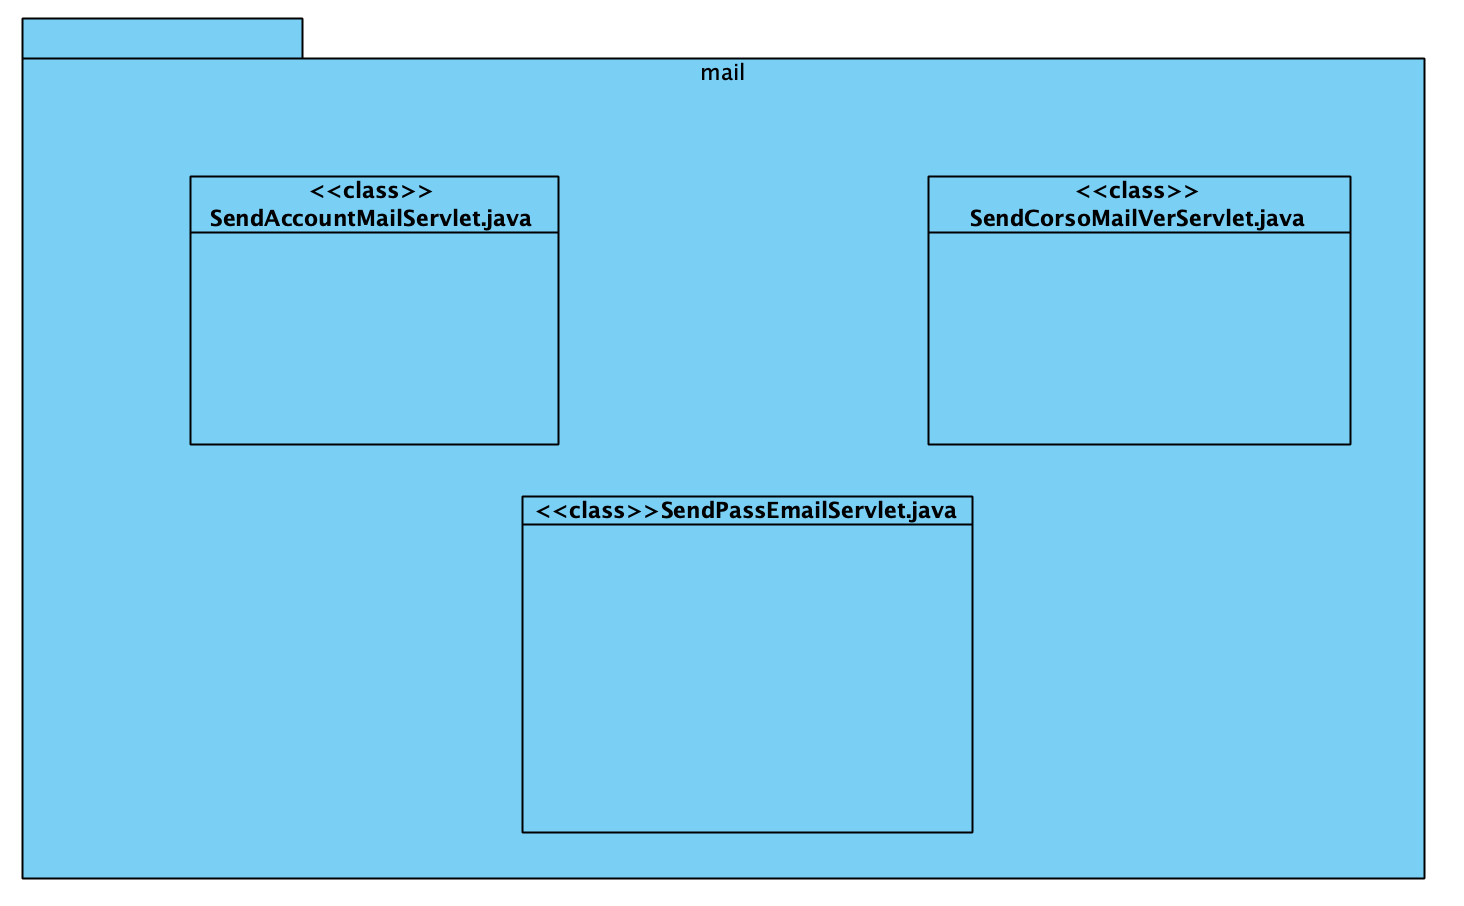 mail
<<class>>
SendAccountMailServlet.java
<<class>>
SendCorsoMailVerServlet.java
<<class>>SendPassEmailServlet.java